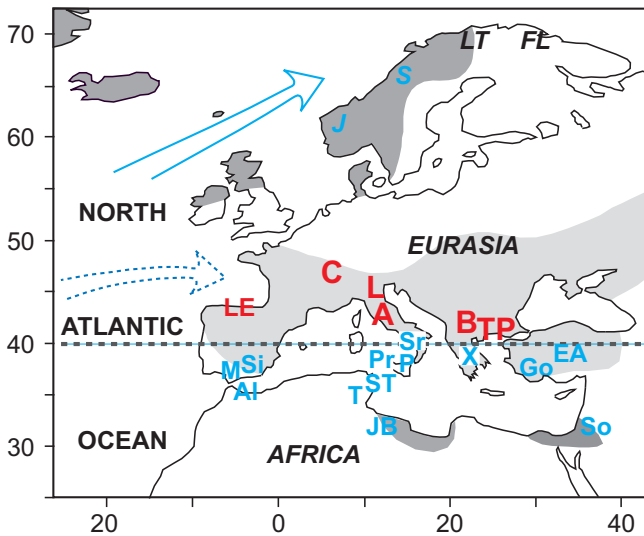 70
LT FL
S
J
60
NORTH
50
EURASIA
C
L
LE
A
B
TP
ATLANTIC
40
Sr
Pr
P
X
EA
M
Si
Go
ST
Al
T
JB
So
OCEAN
AFRICA
30
20 0 20 40